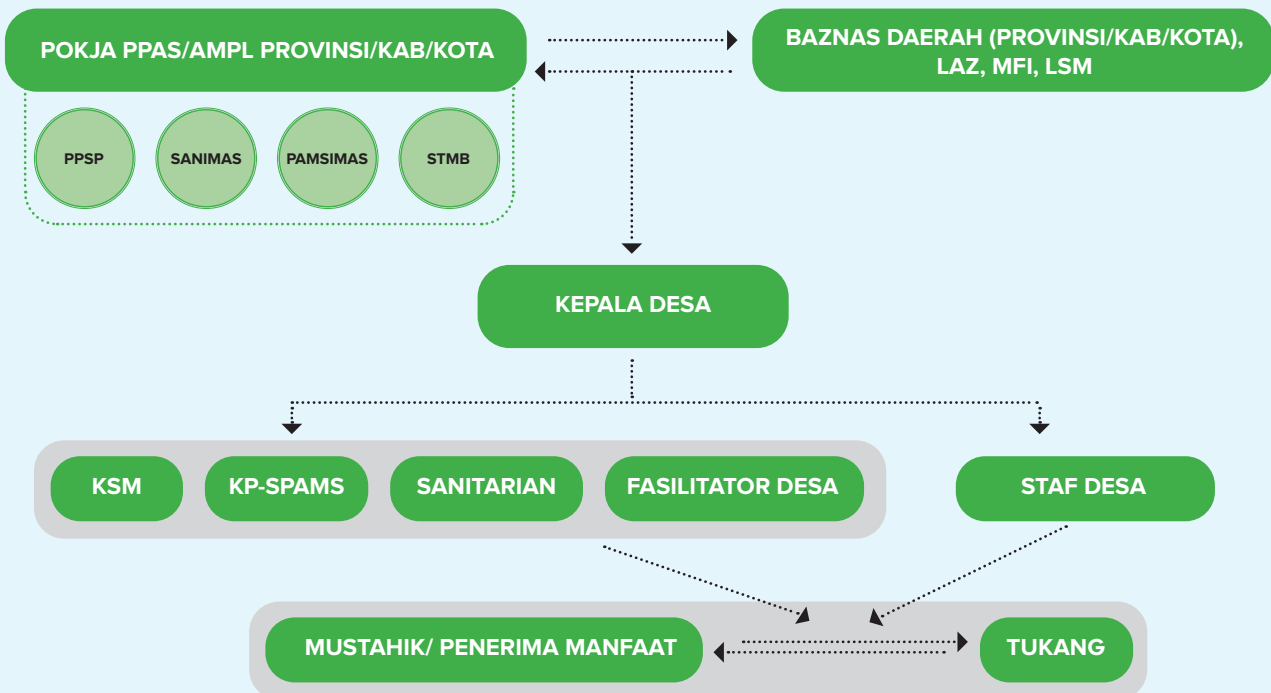 POKJA PPAS/AMPL PROVINSI/KAB/KOTA
BAZNAS DAERAH (PROVINSI/KAB/KOTA),
LAZ, MFI, LSM
PPSP
SANIMAS
PAMSIMAS
STMB
KEPALA DESA
KSM
KP-SPAMS
SANITARIAN
FASILITATOR DESA
STAF DESA
MUSTAHIK/ PENERIMA MANFAAT
TUKANG